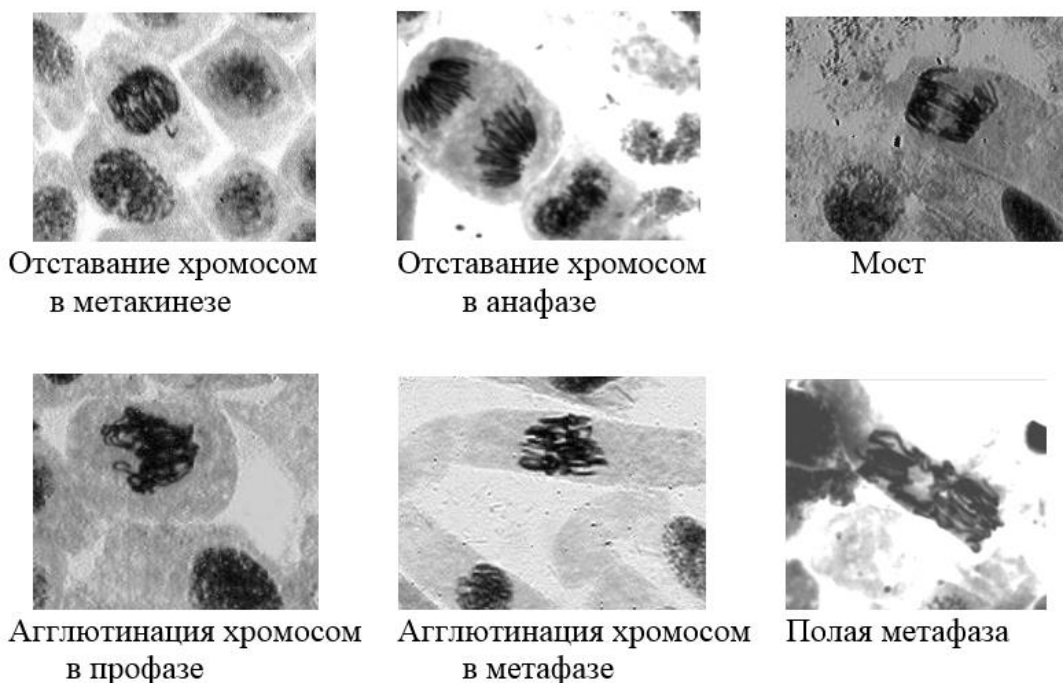 Отставание хромосом
в метакинезе
Отставание хромосом
в анафазе
Мост
Агглютинация хромосом
в профазе
Агглютинация хромосом
в метафазе
Полая метафаза